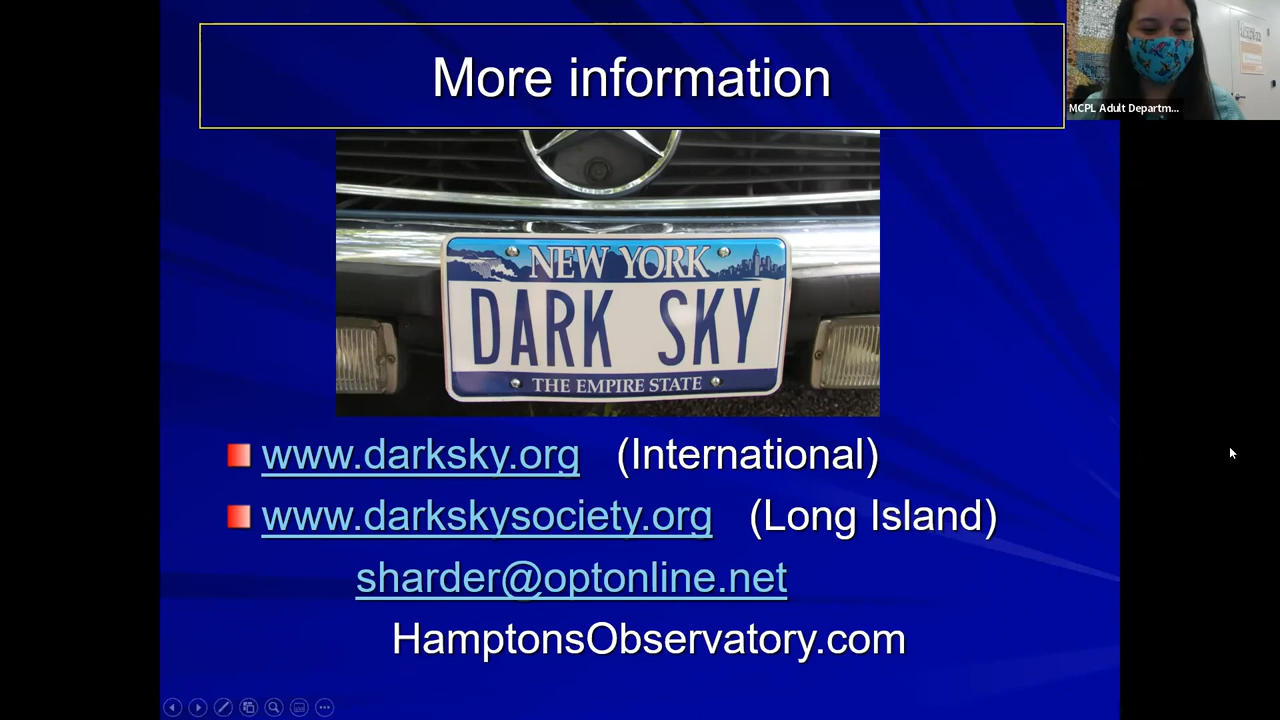 More information
MCPL Adult Departm...
NEW YORK
DARK SKY
THE EMPIRE STATE
www.darksky.org (International)
www.darkskysociety.org (Long Island)
sharder@optonline.net
HamptonsObservatory.com